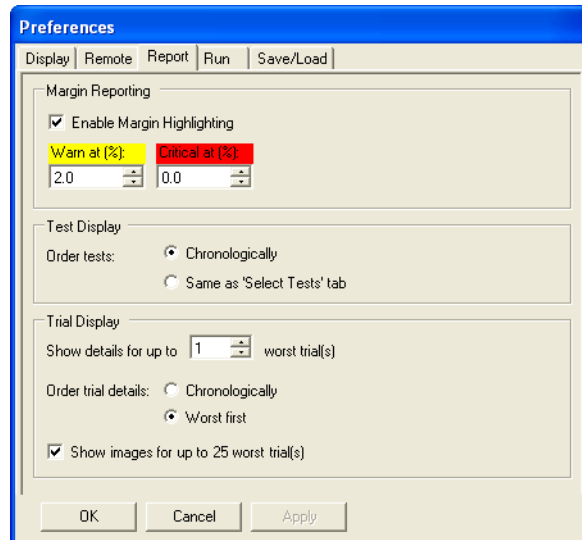 Preferences
Display Remote Report Run Save/Load
Margin Reporting
Enable Margin Highlighting
Warn at (%): Critical at (%):
2.0 0.0
Test Display
Order tests: Chronologically
Same as 'Select Tests' tab
Trial Display
Show details for up to 1 worst trial(s)
Order trial details: Chronologically
Worst first
Show images for up to 25 worst trial(s)
OK Cancel Apply